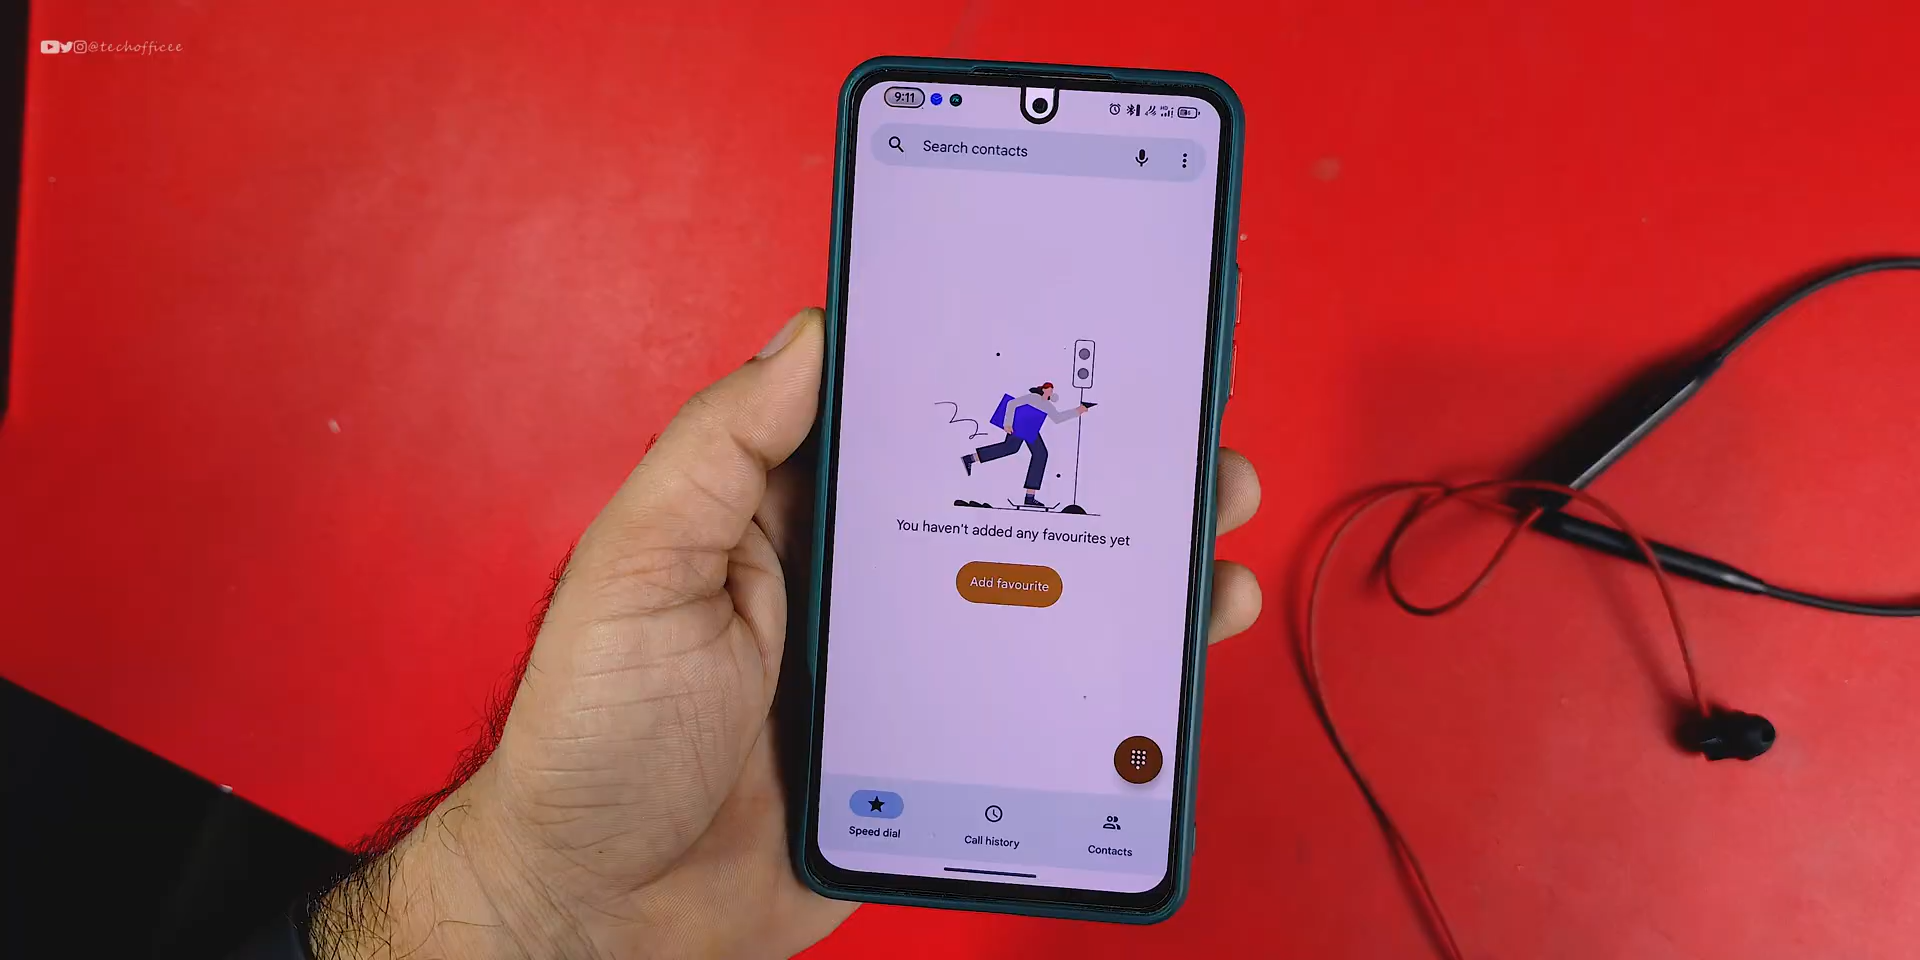 @techofficee
9:11
Search contacts
You haven't added any favourites yet
Add favourite
Speed dial
Call history
Contacts